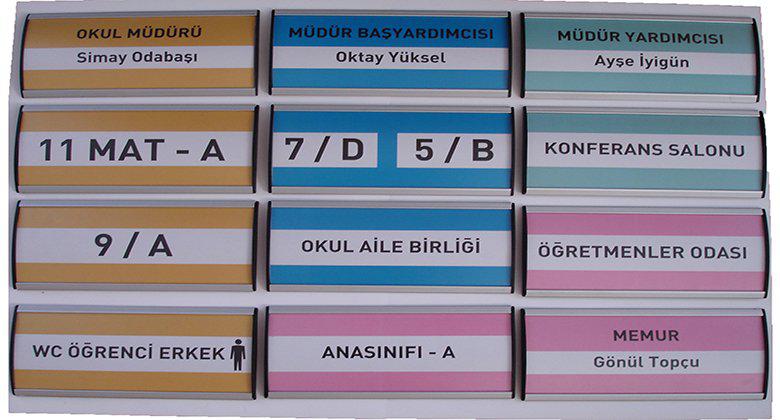 OKUL MÜDÜRÜ
Simay Odabaşı
MÜDÜR BAŞYARDIMCISI
Oktay Yüksel
MÜDÜR YARDIMCISI
Ayşe İyigün
11 MAT - A
7 / D
5 / B
KONFERANS SALONU
9 / A
OKUL AİLE BİRLİĞİ
ÖĞRETMENLER ODASI
WC ÖĞRENCİ ERKEK
ANASINIFI - A
MEMUR
Gönül Topçu